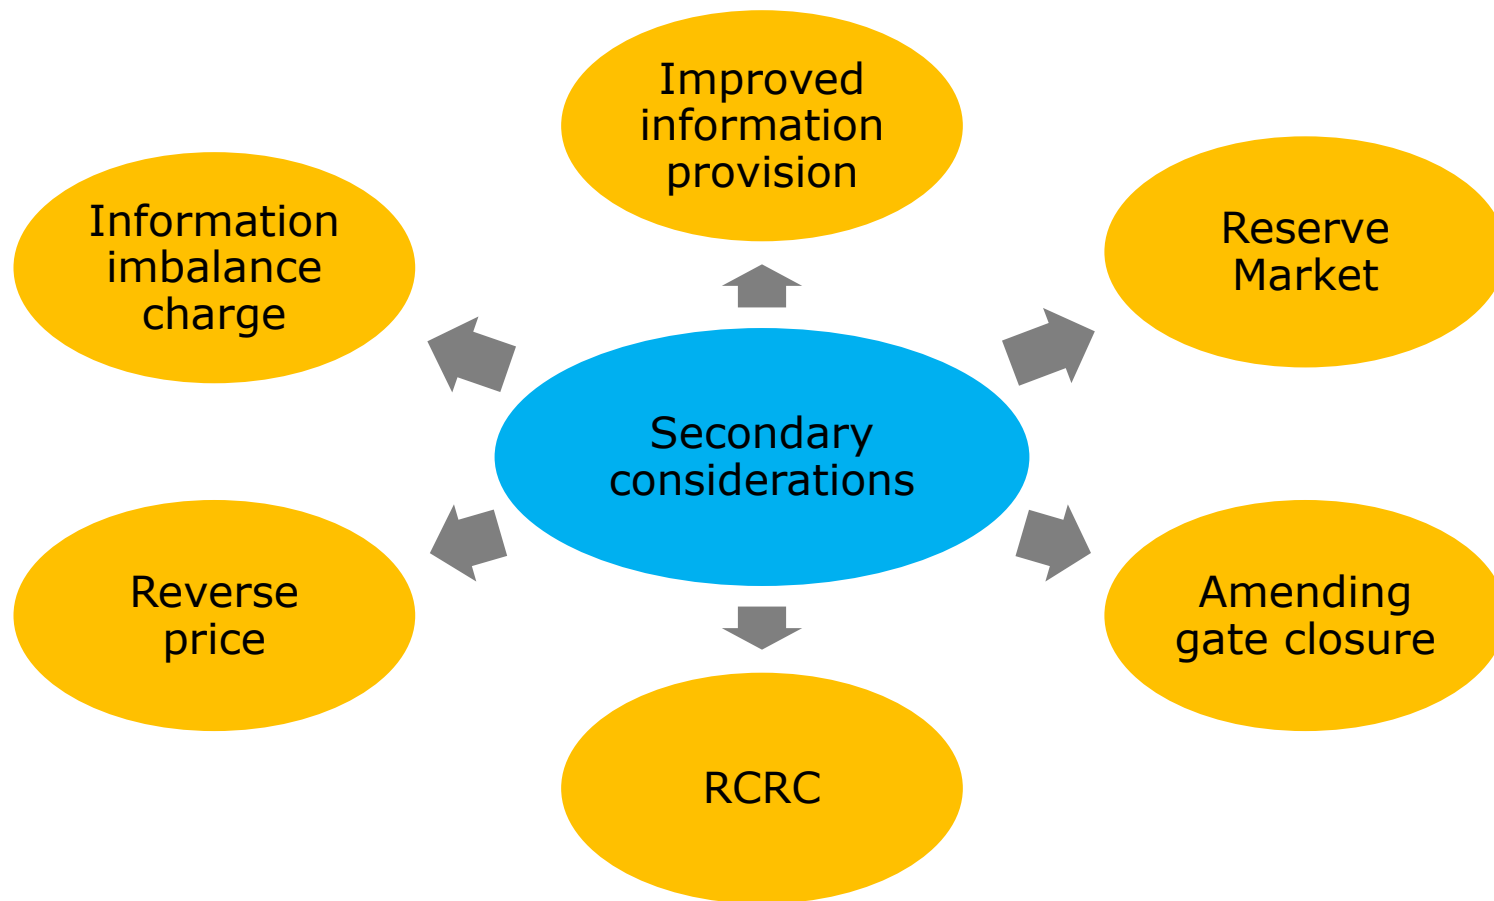 Improved
information
provision
Information
imbalance
charge
Reserve
Market
Secondary
considerations
Reverse
price
Amending
gate closure
RCRC